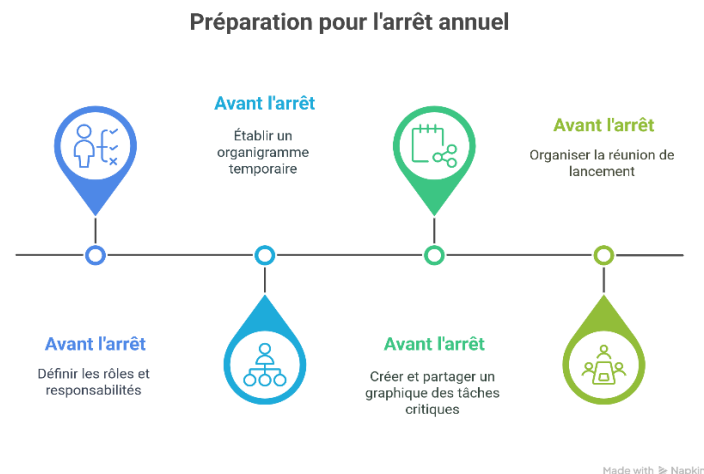 Préparation pour l'arrêt annuel
Avant l'arrêt
Définir les rôles et
responsabilités
Avant l'arrêt
Établir un
organigramme
temporaire
Avant l'arrêt
Créer et partager un
graphique des tâches
critiques
Avant l'arrêt
Organiser la réunion de
lancement
Made with Napkin